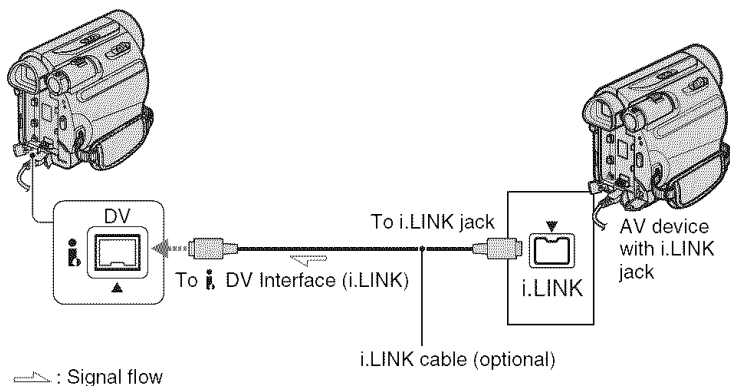 DV
To i.LINK jack
To i DV Interface (i.LINK)
i.LINK
AV device
with i.LINK
jack
i.LINK cable (optional)
: Signal flow